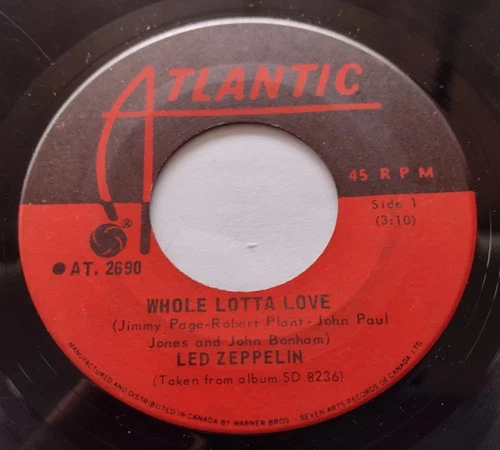 ATLANTIC
®
45 RPM
Side 1
(3:10)
●AT. 2690
WHOLE LOTTA LOVE
(Jimmy Page-Robert Plant-John Paul
Jones and John Bonham)
LED ZEPPELIN
(Taken from album SD 8236)
MANUFACTURED AND DISTRIBUTED IN CANADA BY WARNER BROS - SEVEN ARTS RECORDS OF CANADA LTD